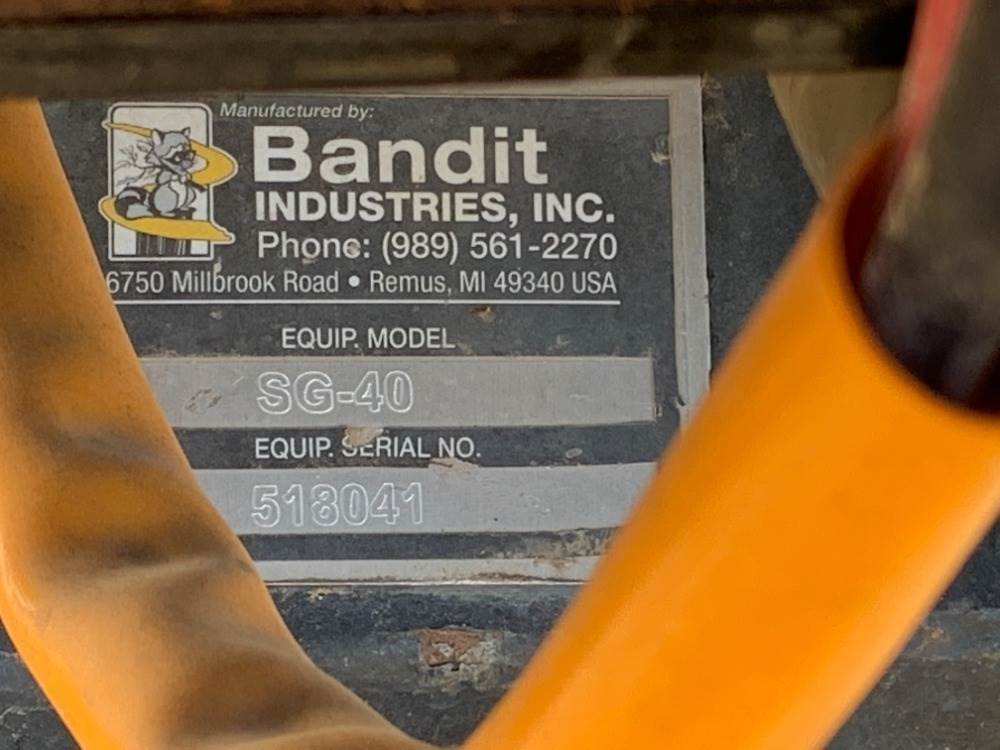 Manufactured by:
Bandit
INDUSTRIES, INC.
Phone: (989) 561-2270
6750 Millbrook Road • Remus, MI 49340 USA
EQUIP. MODEL
SG-40
EQUIP. SERIAL NO.
518041